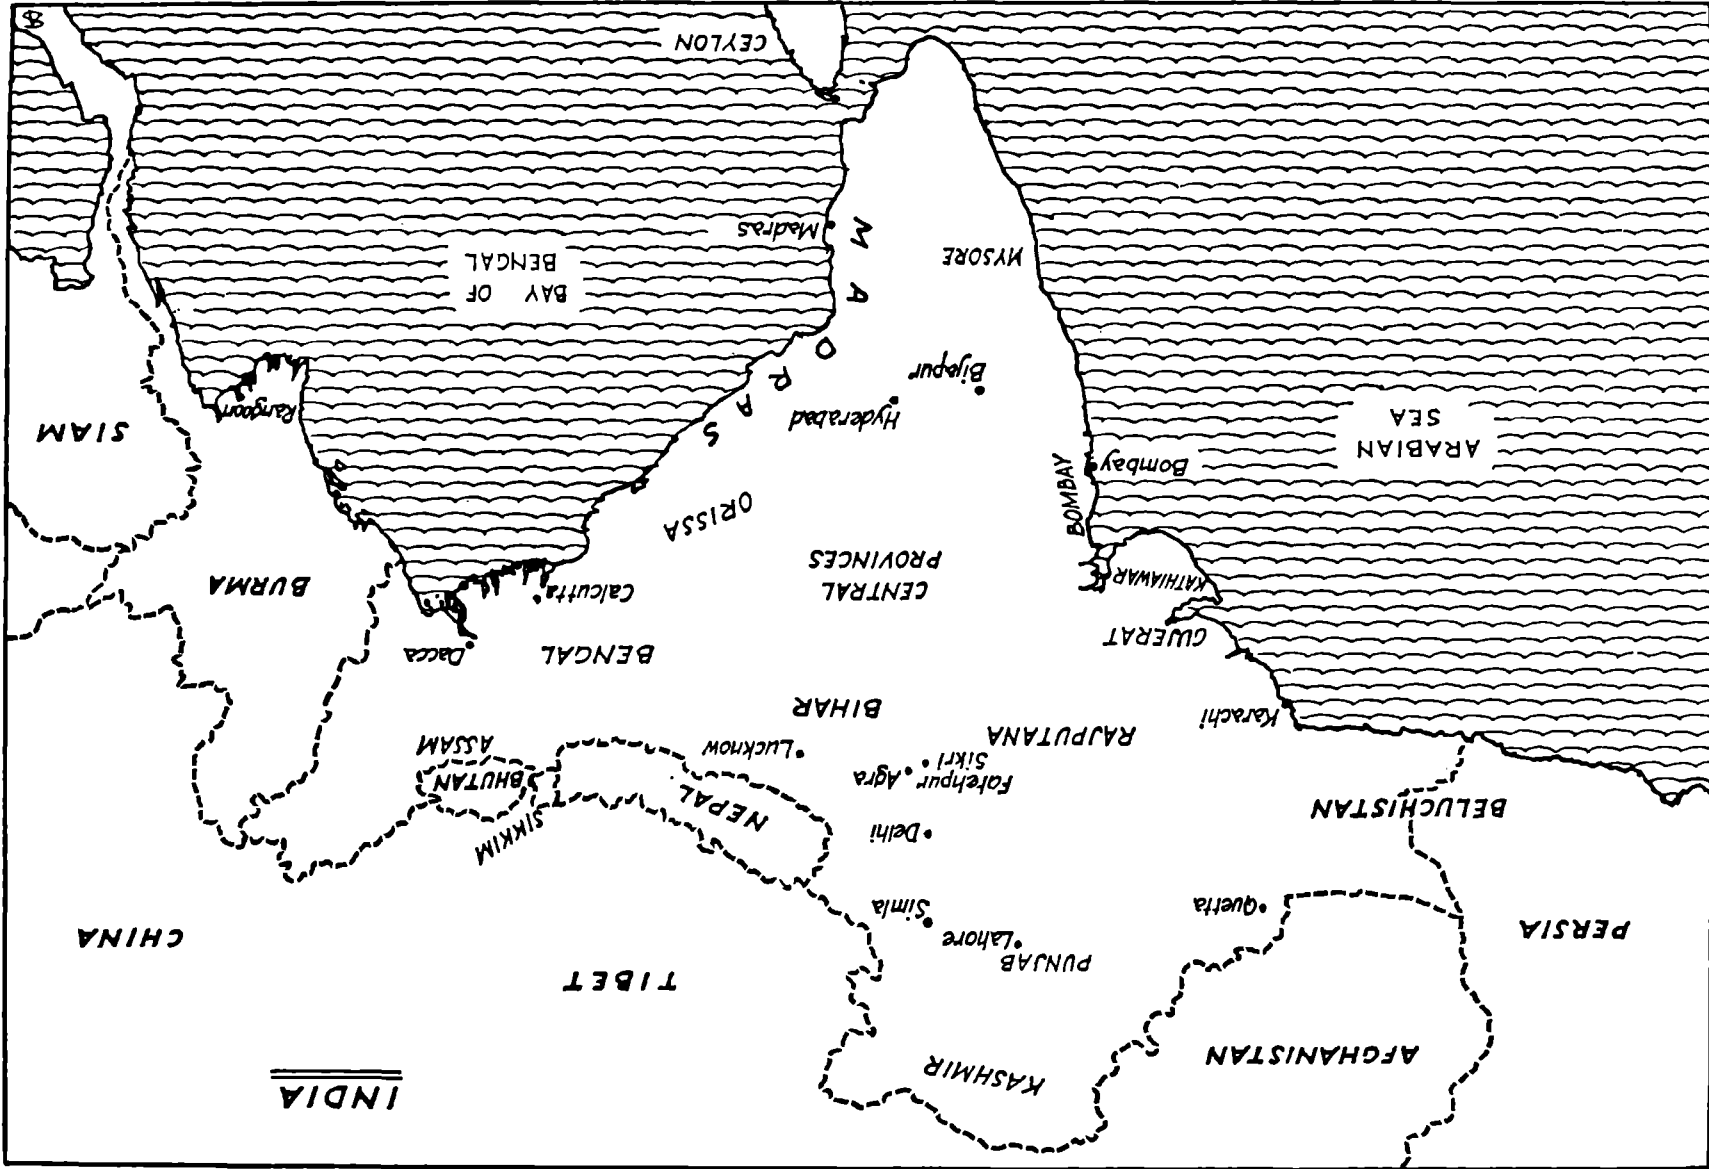 INDIA
KASHMIR
AFGHANISTAN
PERSIA
PUNJAB
Lahore
Simla
Quetta
TIBET
CHINA
Delhi
BELUCHISTAN
NEPAL
SIKKIM
BHUTAN
ASSAM
Fatehpur
Sikri
Agra
Lucknow
RAJPUTANA
Karachi
BIHAR
GUJERAT
BENGAL
Dacca
KATHIAWAR
CENTRAL
PROVINCES
Calcutta
BURMA
BOMBAY
Bombay
ORISSA
ARABIAN
SEA
SIAM
Rangoon
Hyderabad
Bijapur
MADRAS
BAY OF
BENGAL
MYSORE
Madras
CEYLON